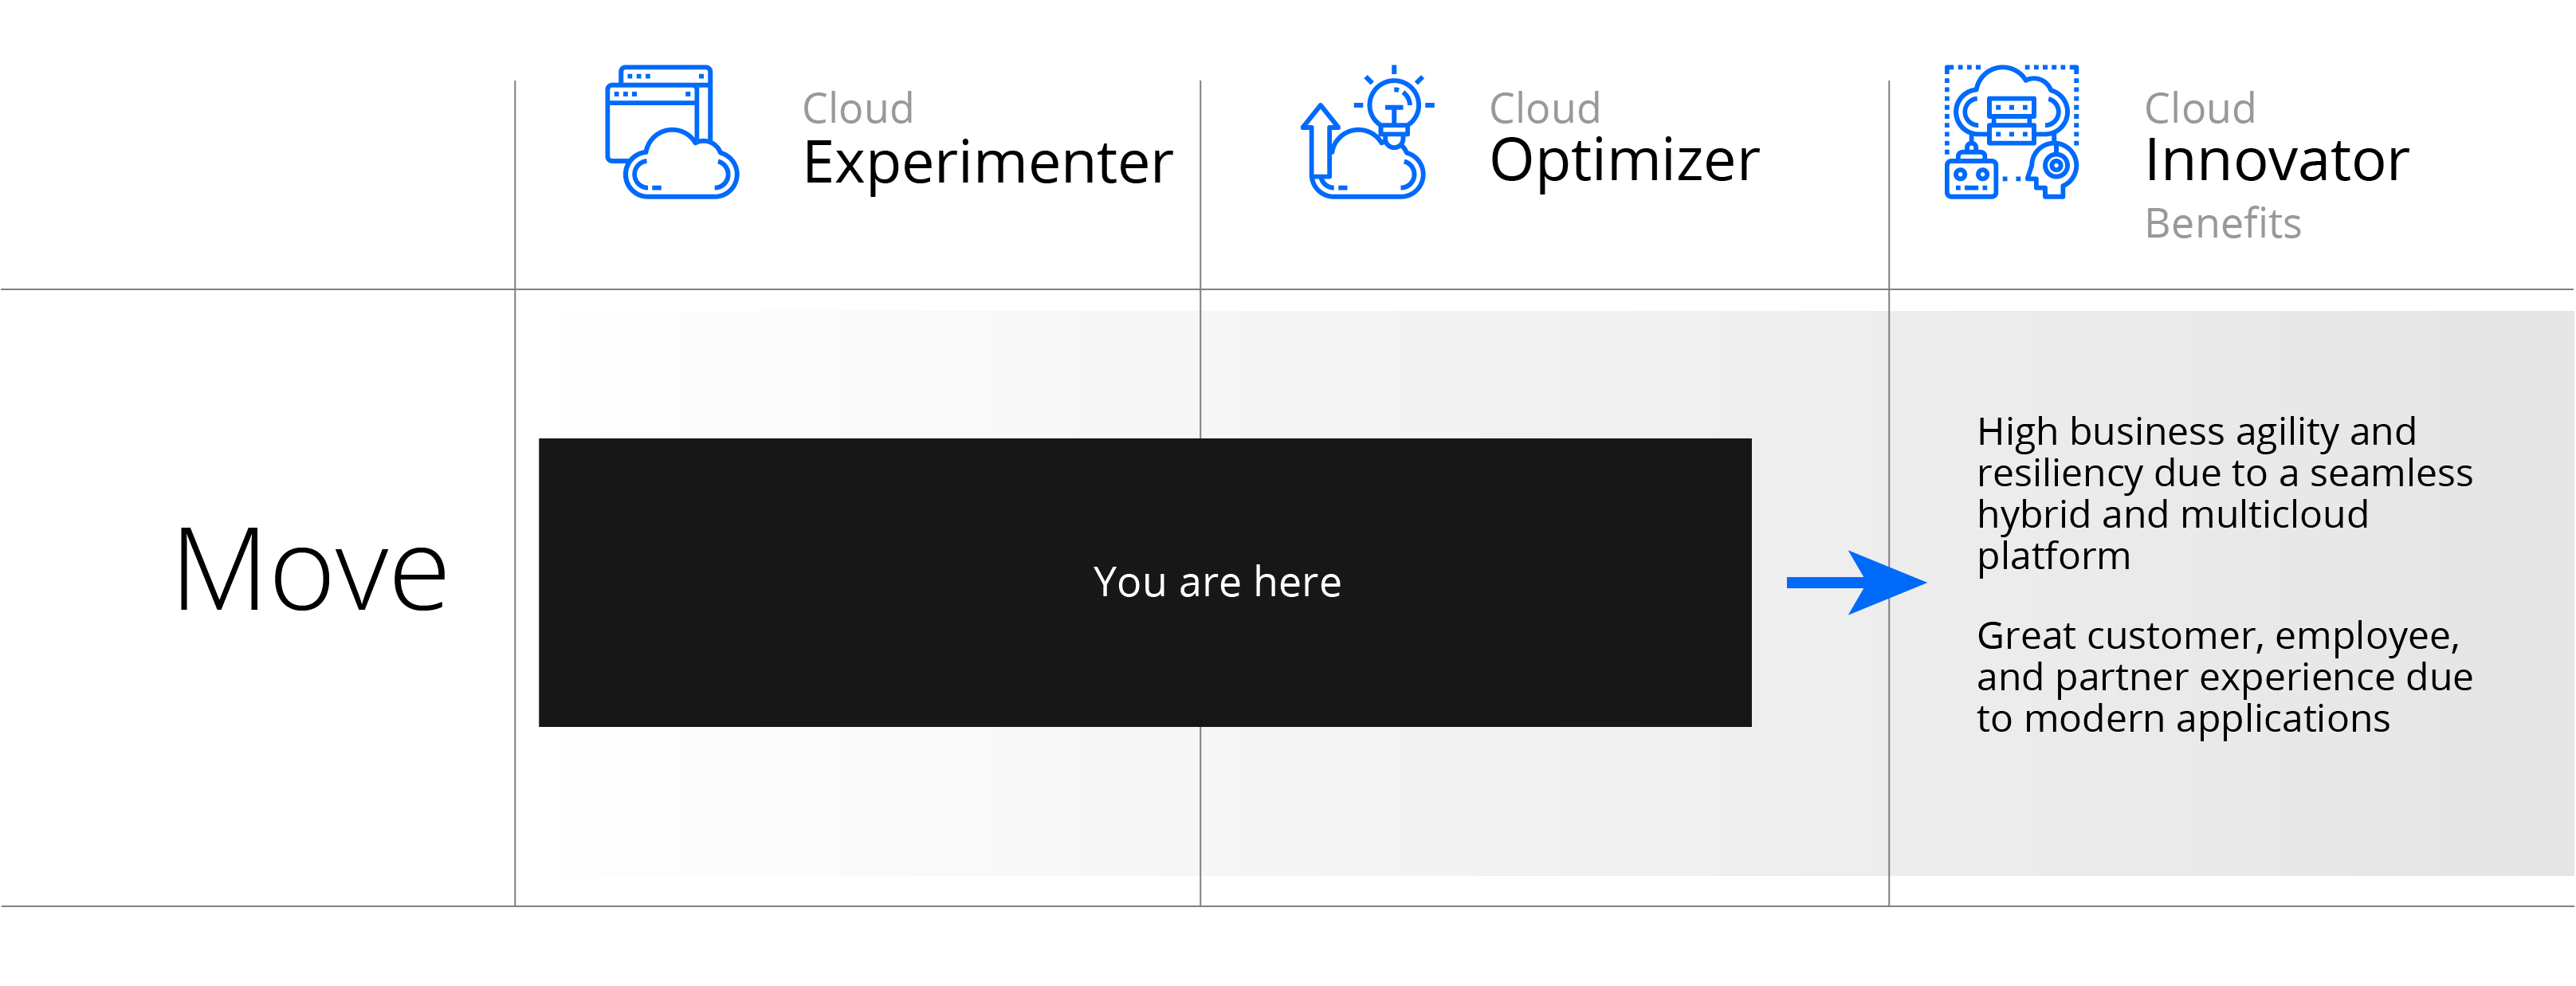 Cloud
Experimenter
Cloud
Optimizer
Cloud
Innovator
Benefits
Move
You are here
High business agility and
resiliency due to a seamless
hybrid and multicloud
platform
Great customer, employee,
and partner experience due
to modern applications